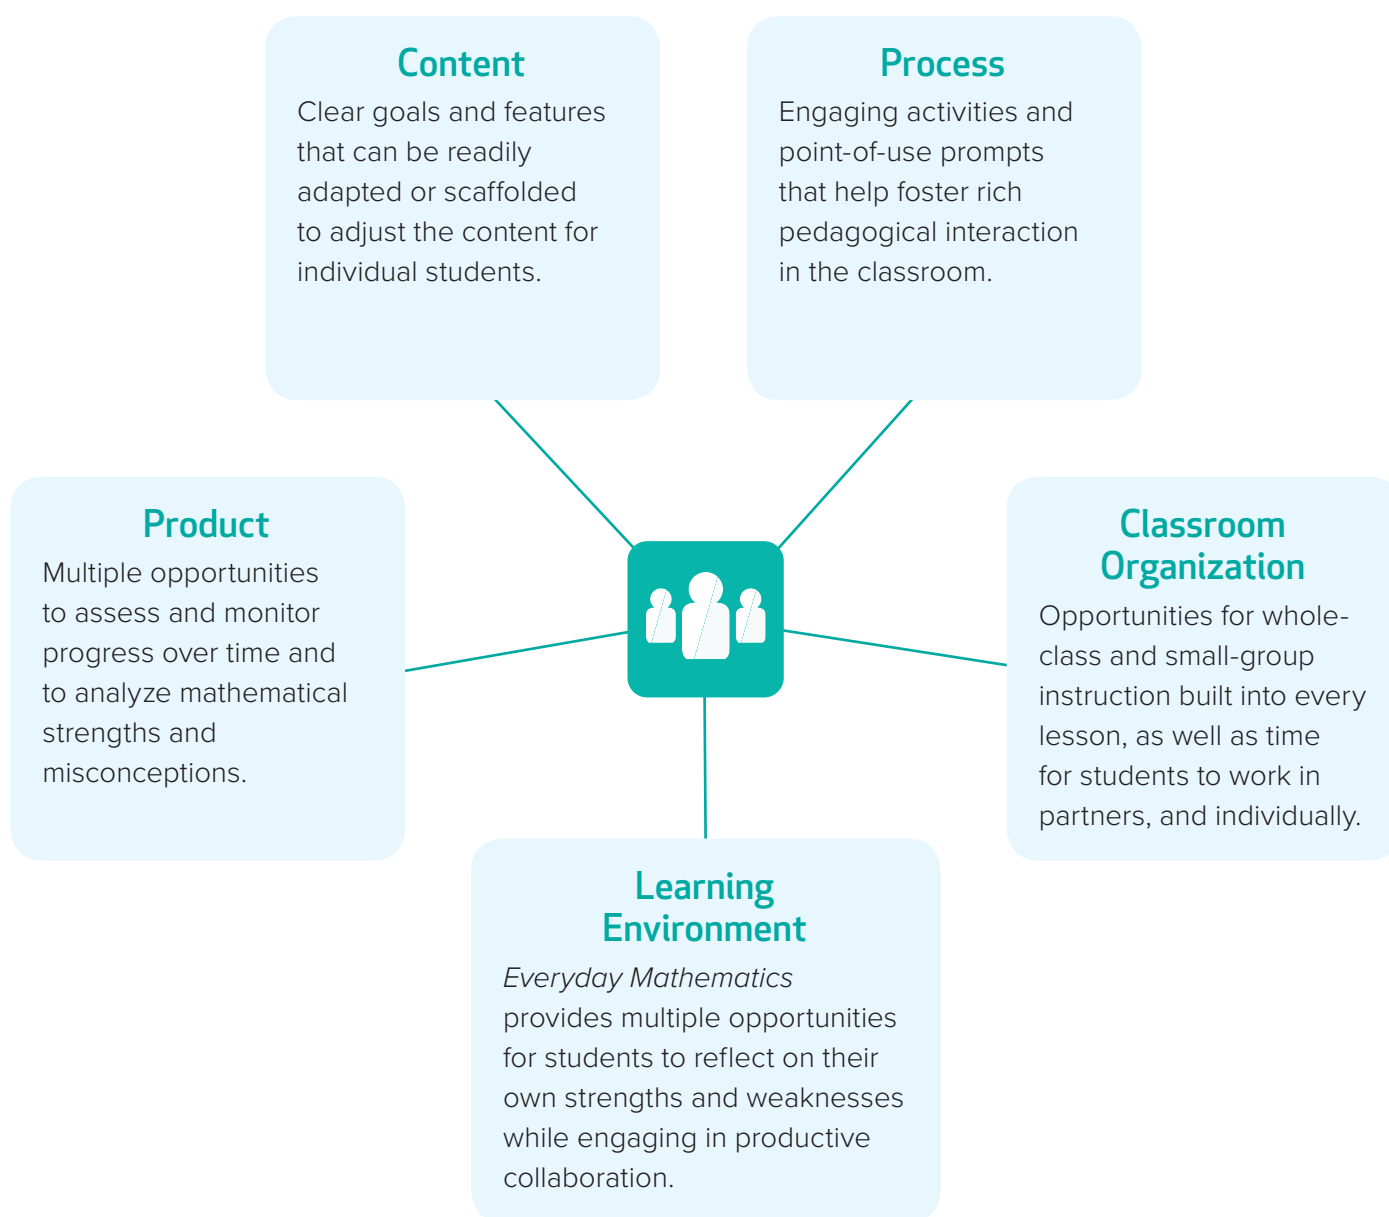 Content
Clear goals and features
that can be readily
adapted or scaffolded
to adjust the content for
individual students.
Process
Engaging activities and
point-of-use prompts
that help foster rich
pedagogical interaction
in the classroom.
Product
Multiple opportunities
to assess and monitor
progress over time and
to analyze mathematical
strengths and
misconceptions.
Classroom
Organization
Opportunities for whole-
class and small-group
instruction built into every
lesson, as well as time
for students to work in
partners, and individually.
Learning
Environment
Everyday Mathematics
provides multiple opportunities
for students to reflect on their
own strengths and weaknesses
while engaging in productive
collaboration.